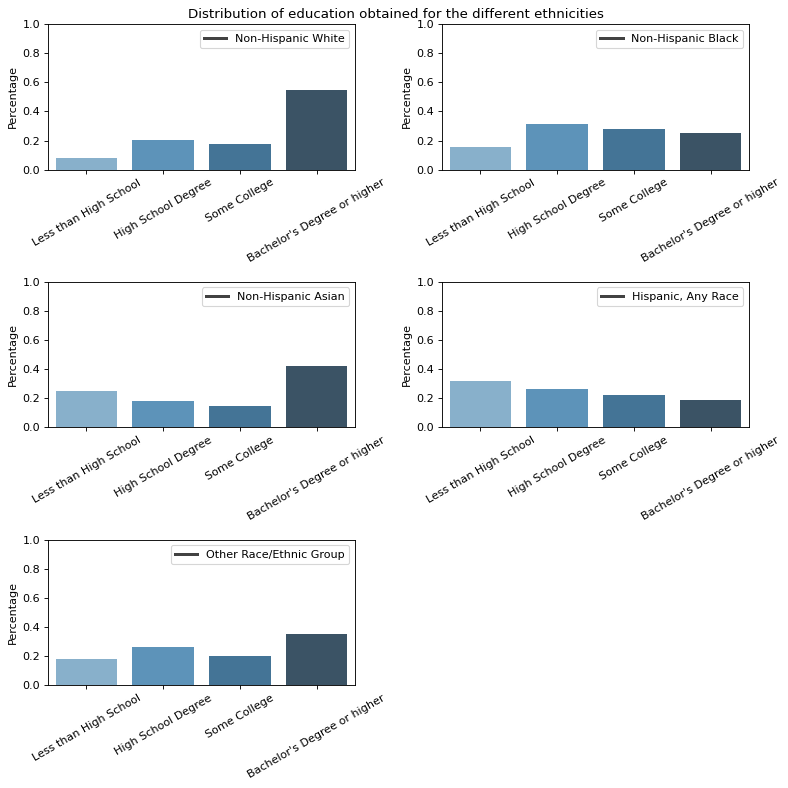 Distribution of education obtained for the different ethnicities
1.0
0.8
0.6
0.4
0.2
0.0
Percentage
Non-Hispanic White
Less than High School
High School Degree
Some College
Bachelor's Degree or higher
1.0
0.8
0.6
0.4
0.2
0.0
Percentage
Non-Hispanic Black
Less than High School
High School Degree
Some College
Bachelor's Degree or higher
1.0
0.8
0.6
0.4
0.2
0.0
Percentage
Non-Hispanic Asian
Less than High School
High School Degree
Some College
Bachelor's Degree or higher
1.0
0.8
0.6
0.4
0.2
0.0
Percentage
Hispanic, Any Race
Less than High School
High School Degree
Some College
Bachelor's Degree or higher
1.0
0.8
0.6
0.4
0.2
0.0
Percentage
Other Race/Ethnic Group
Less than High School
High School Degree
Some College
Bachelor's Degree or higher